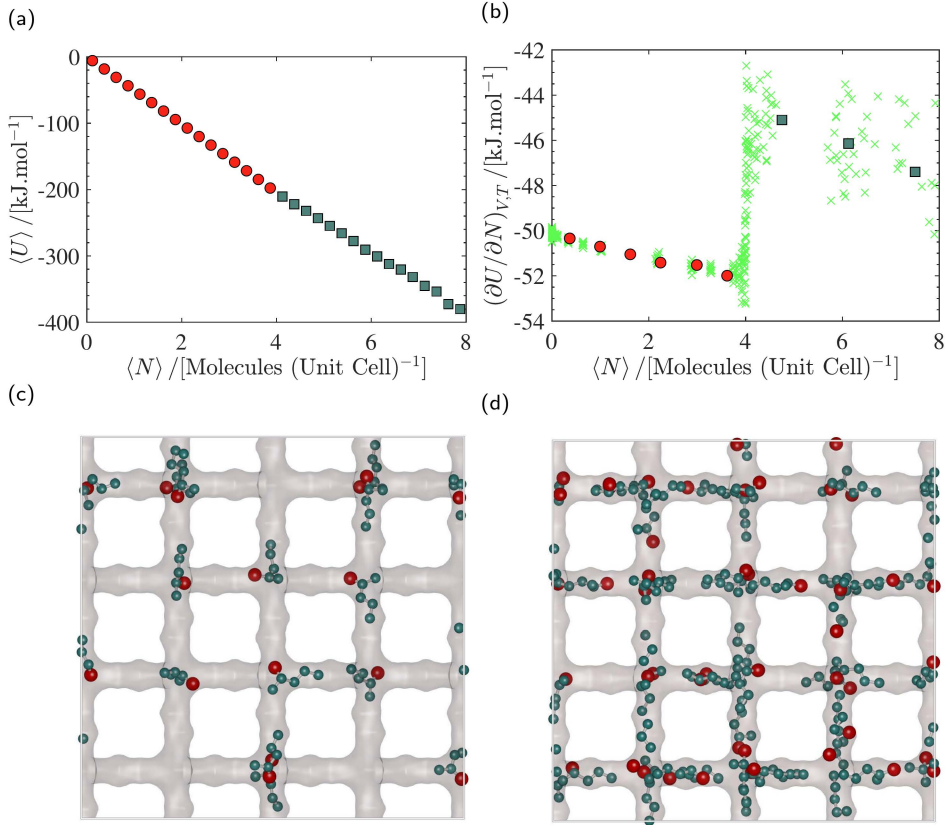 (a)
0
-100
-200
-300
-400
⟨U⟩ /[kJ.mol⁻¹]
0 2 4 6 8
⟨N⟩ /[Molecules (Unit Cell)⁻¹]
(b)
-42
-44
-46
-48
-50
-52
-54
(∂U/∂N)V,T /[kJ.mol⁻¹]
0 2 4 6 8
⟨N⟩ /[Molecules (Unit Cell)⁻¹]
(c)
(d)